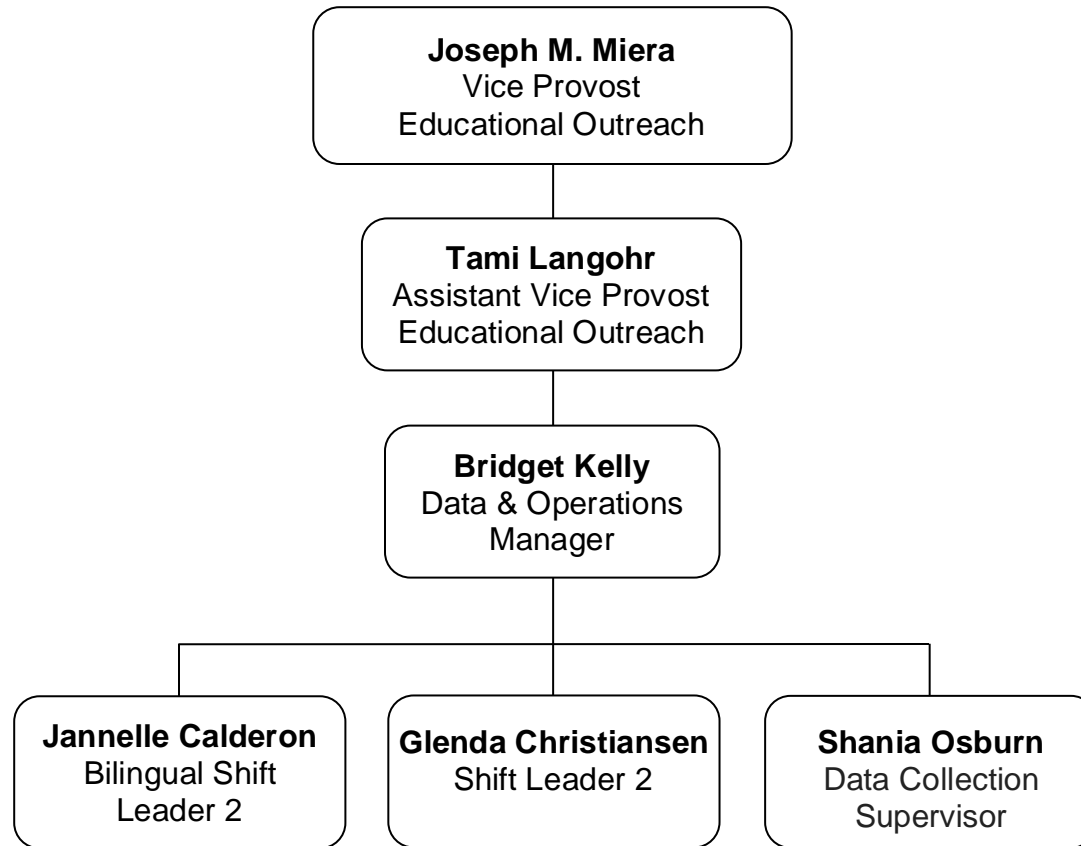 Joseph M. Miera
Vice Provost
Educational Outreach
Tami Langohr
Assistant Vice Provost
Educational Outreach
Bridget Kelly
Data & Operations
Manager
Jannelle Calderon
Bilingual Shift
Leader 2
Glenda Christiansen
Shift Leader 2
Shania Osburn
Data Collection
Supervisor